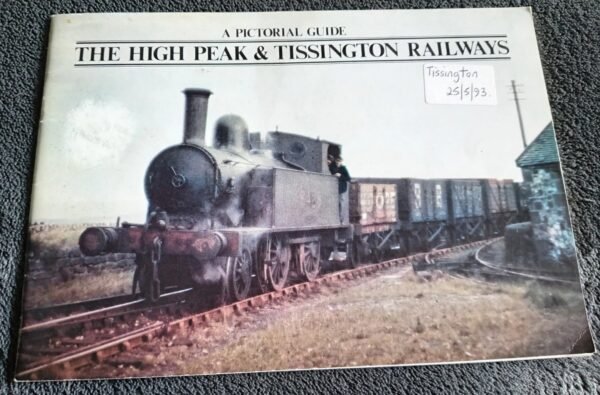 A PICTORIAL GUIDE
THE HIGH PEAK & TISSINGTON RAILWAYS
Tissington
25/5/93.